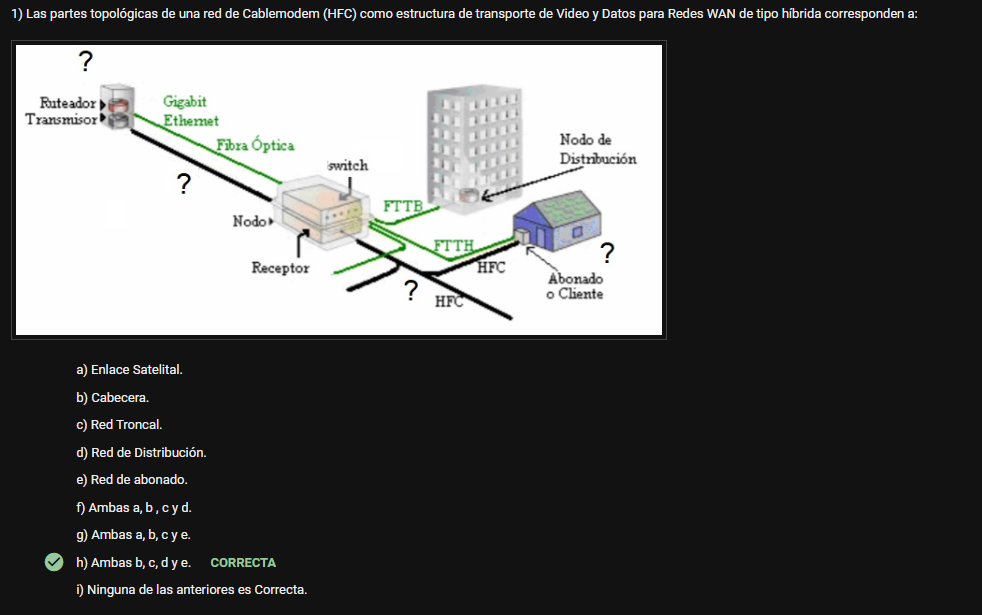 1) Las partes topológicas de una red de Cablemodem (HFC) como estructura de transporte de Video y Datos para Redes WAN de tipo híbrida corresponden a:
?
Ruteador
Transmisor
Gigabit
Ethernet
Fibra Óptica
?
switch
Nodo
Receptor
FTTB
Nodo de
Distribución
FTTH
HFC
?
HFC
?
Abonado
o Cliente
a) Enlace Satelital.
b) Cabecera.
c) Red Troncal.
d) Red de Distribución.
e) Red de abonado.
f) Ambas a, b , c y d.
g) Ambas a, b, c y e.
h) Ambas b, c, d y e. CORRECTA
i) Ninguna de las anteriores es Correcta.